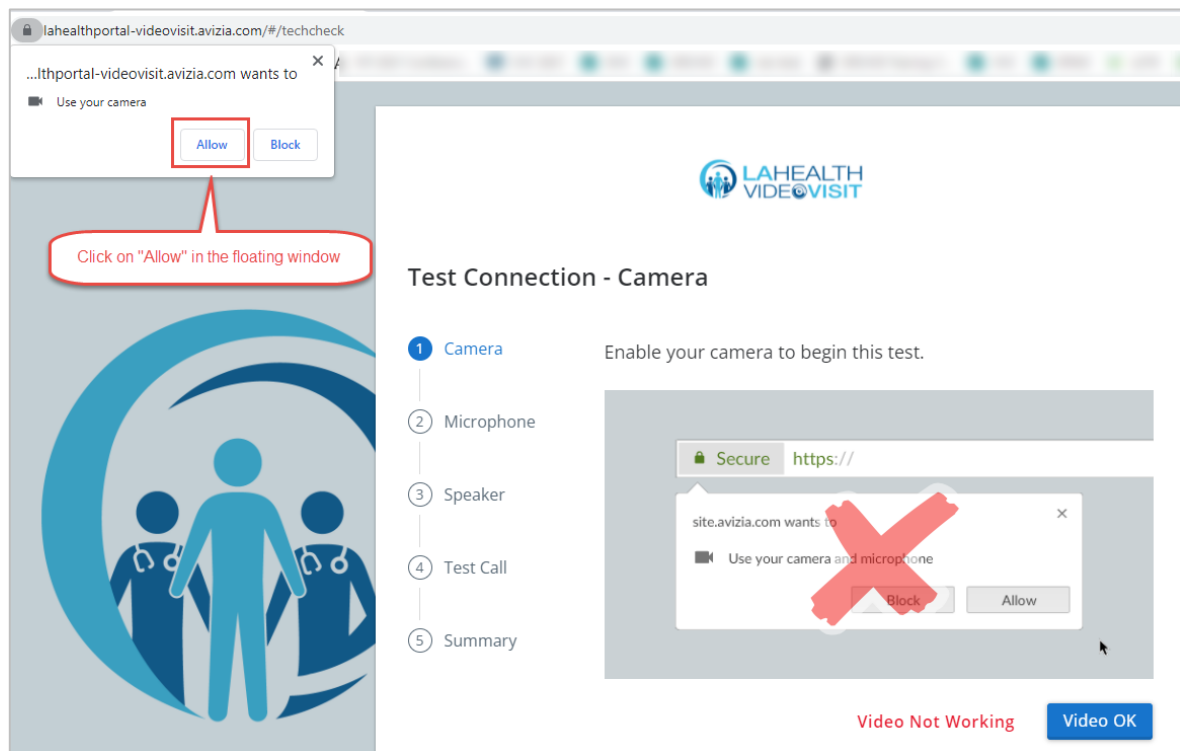 lahealthportal-videovisit.avizia.com/#/techcheck
...lthportal-videovisit.avizia.com wants to
Use your camera
Allow
Block
Click on "Allow" in the floating window
LAHEALTH
VIDEOVISIT
Test Connection - Camera
1 Camera
Enable your camera to begin this test.
2 Microphone
3 Speaker
4 Test Call
5 Summary
Secure https://
site.avizia.com wants to
Use your camera and microphone
Block
Allow
Video Not Working
Video OK